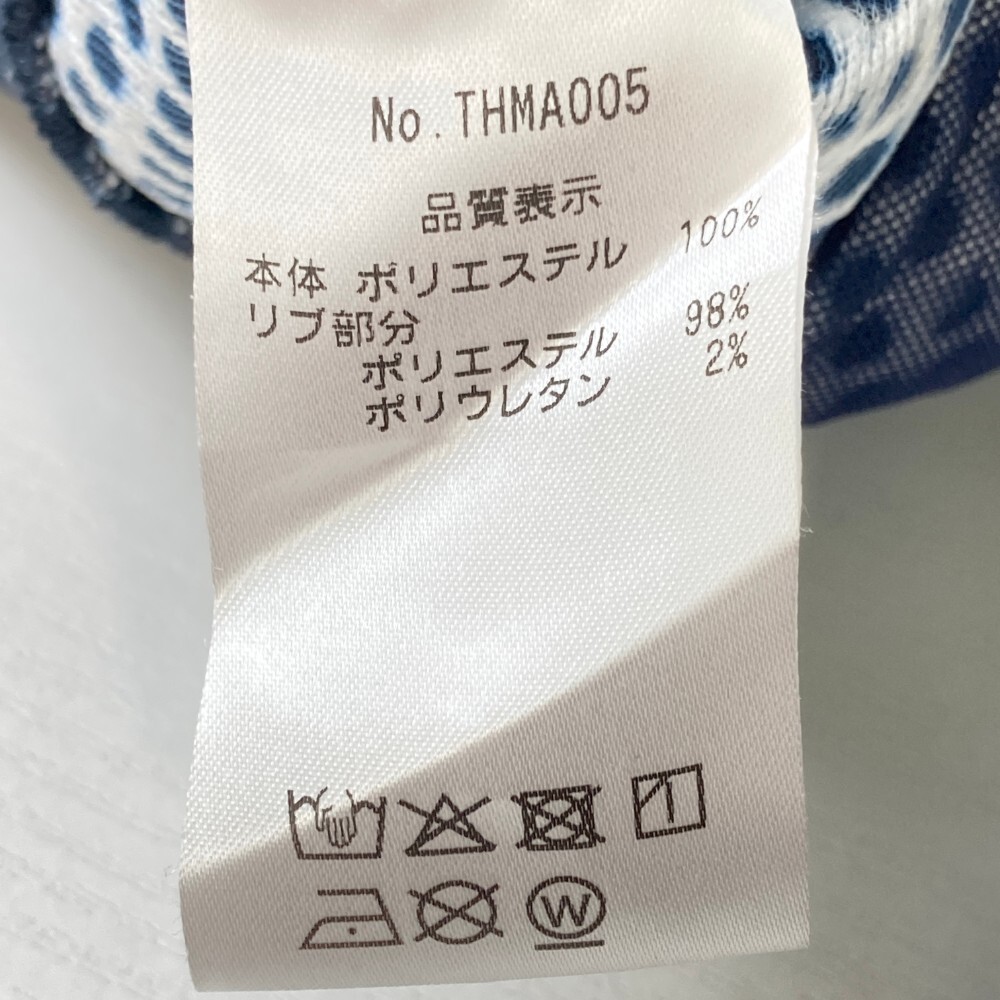 No.THMA005
品質表示
本体 ポリエステル 100%
リブ部分
ポリエステル 98%
ポリウレタン 2%
W